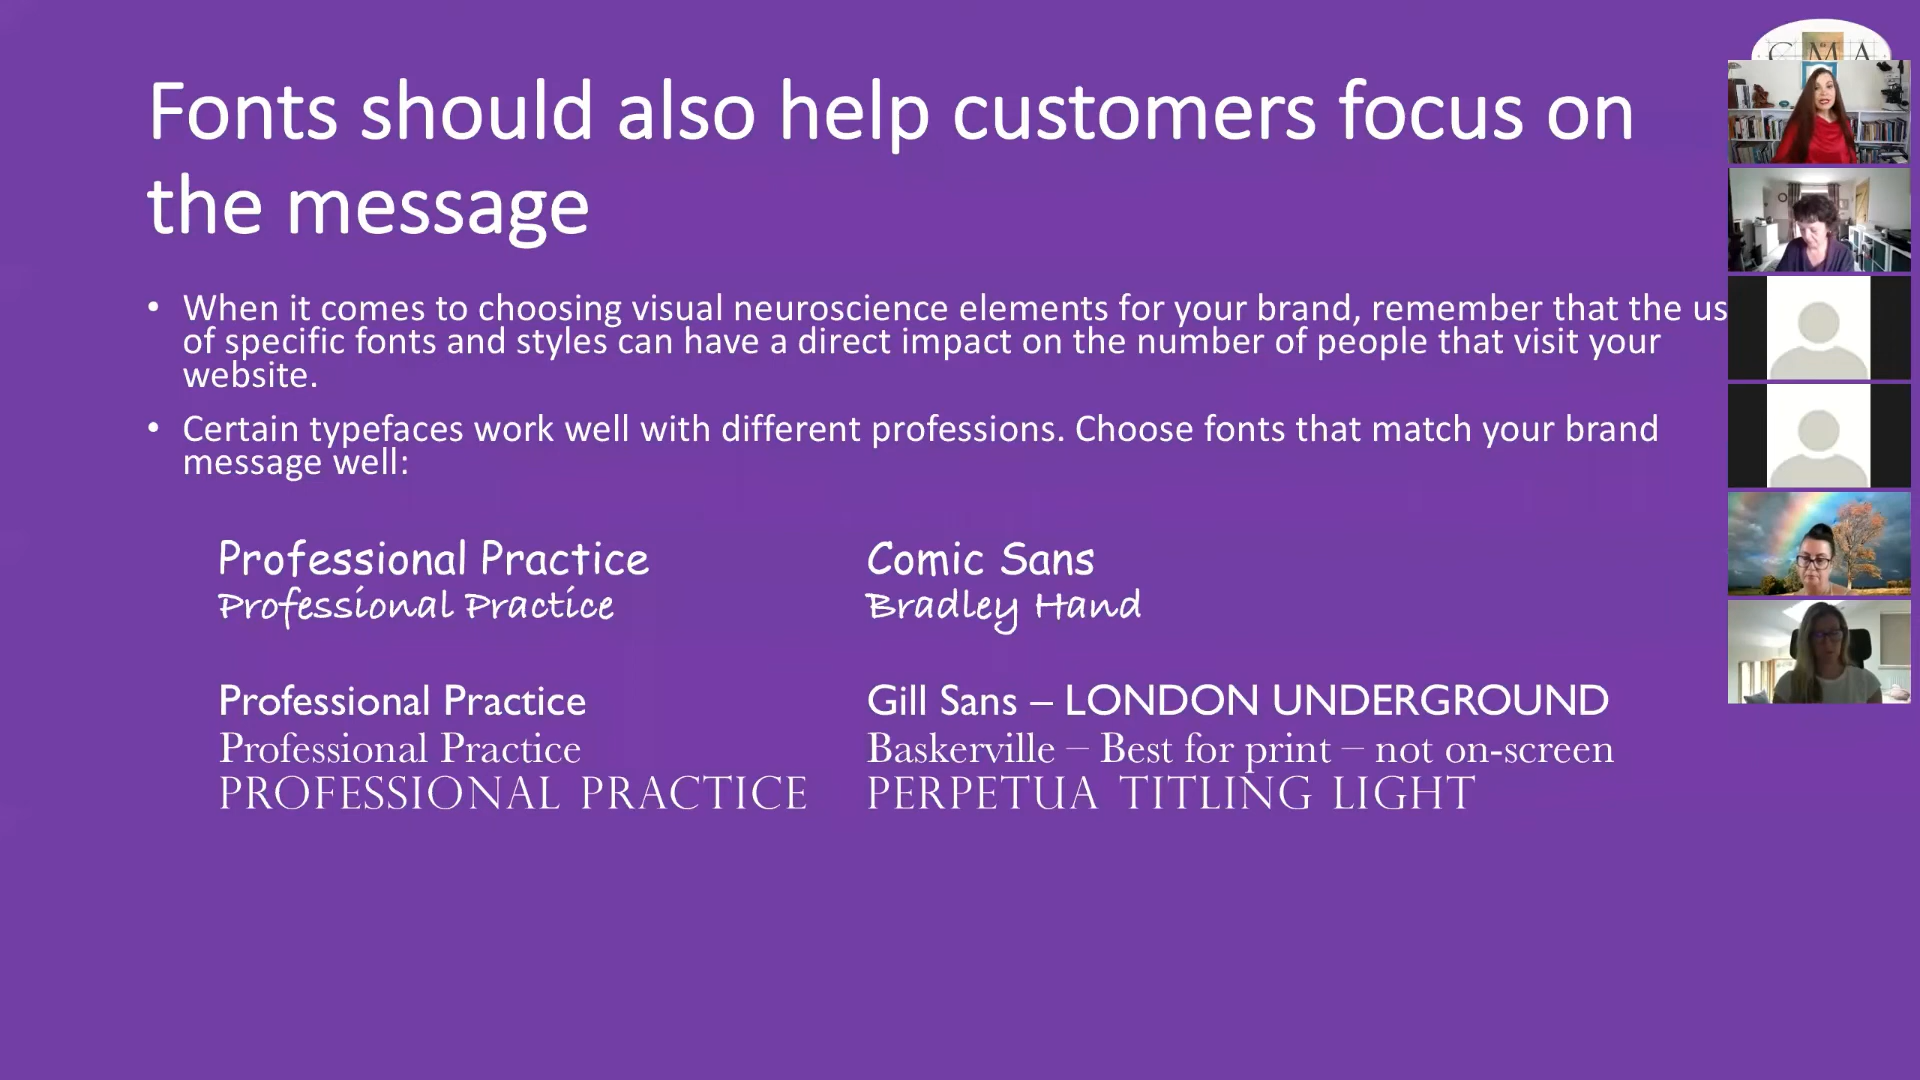 CMA
Fonts should also help customers focus on
the message
• When it comes to choosing visual neuroscience elements for your brand, remember that the us
of specific fonts and styles can have a direct impact on the number of people that visit your
website.
• Certain typefaces work well with different professions. Choose fonts that match your brand
message well:
Professional Practice Comic Sans
Professional Practice Bradley Hand
Professional Practice Gill Sans – LONDON UNDERGROUND
Professional Practice Baskerville – Best for print – not on-screen
PROFESSIONAL PRACTICE PERPETUA TITLING LIGHT